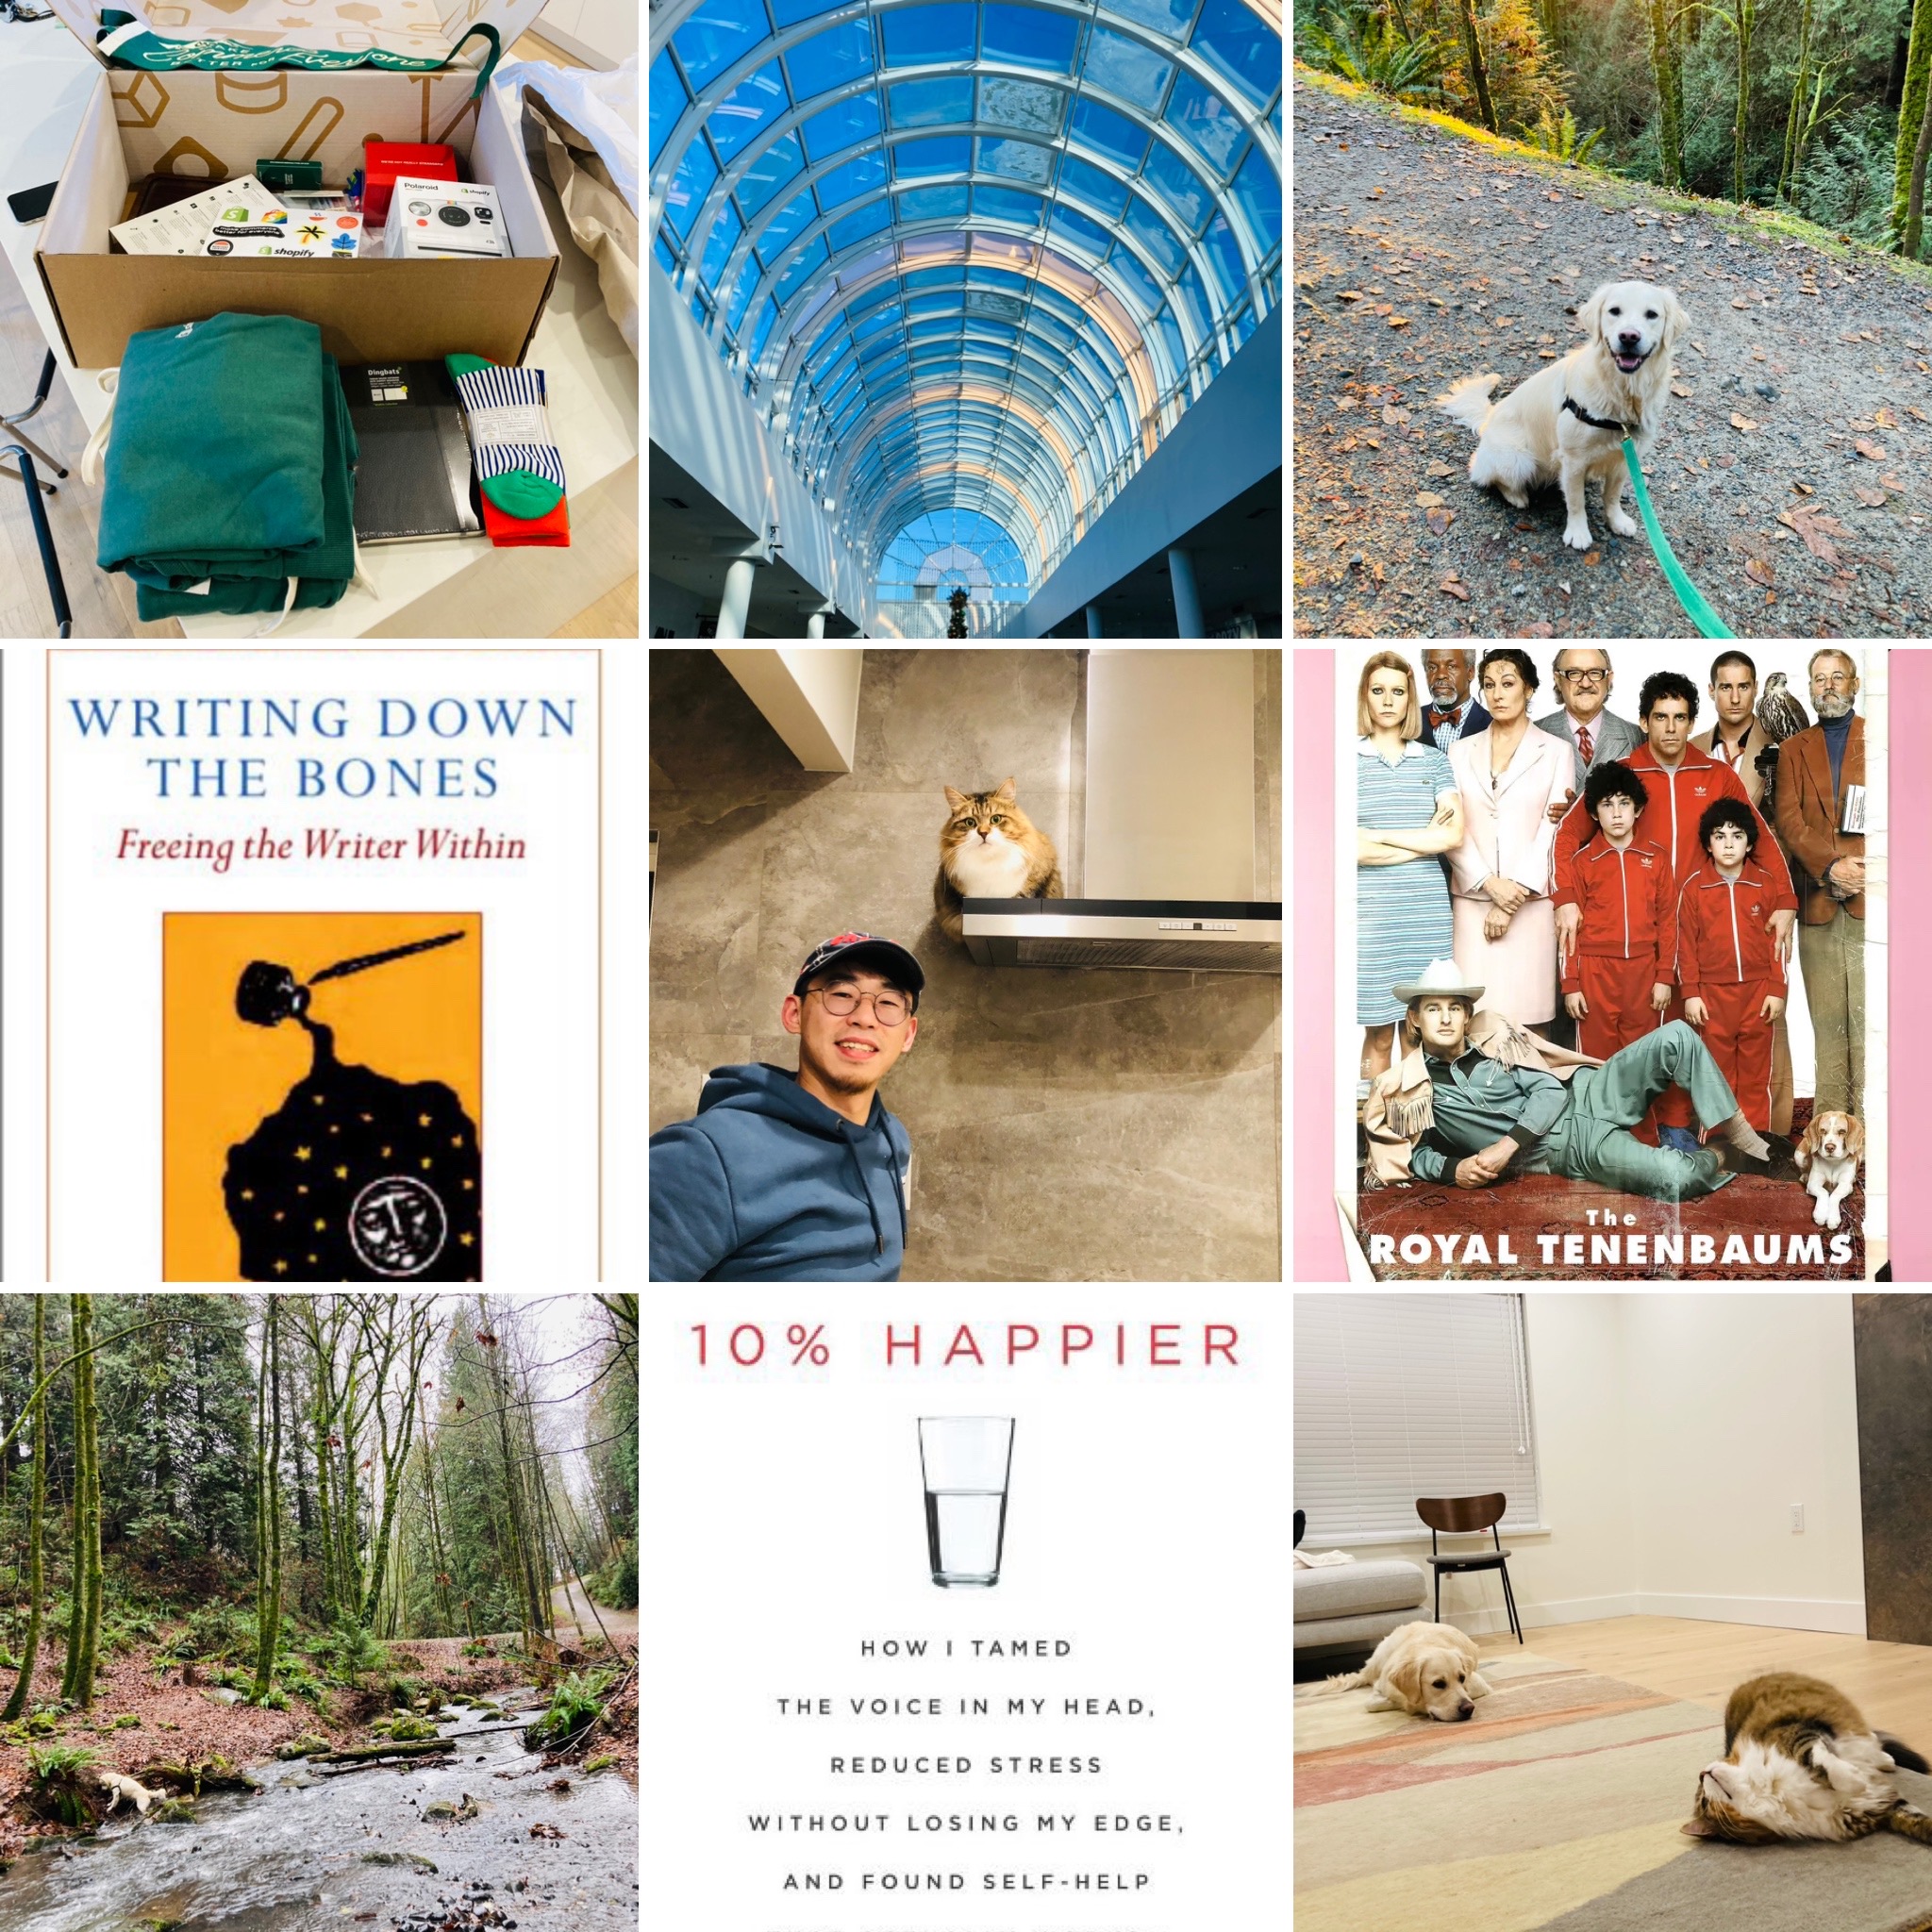 Polaroid
shopify
shopify
Dingbats*
WRITING DOWN
THE BONES
Freeing the Writer Within
The
ROYAL TENENBAUMS
10% HAPPIER
HOW I TAMED
THE VOICE IN MY HEAD,
REDUCED STRESS
WITHOUT LOSING MY EDGE,
AND FOUND SELF-HELP